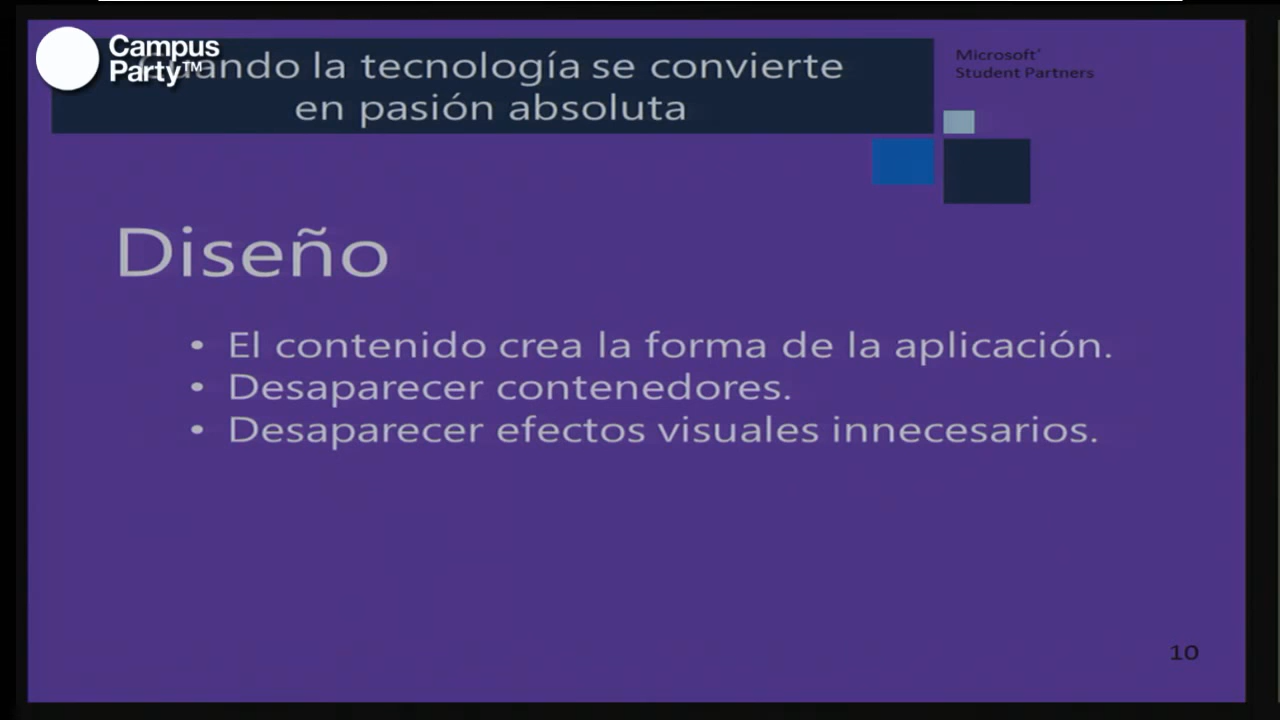 Campus
Party™
Cuando la tecnología se convierte
en pasión absoluta
Microsoft®
Student Partners
Diseño
• El contenido crea la forma de la aplicación.
• Desaparecer contenedores.
• Desaparecer efectos visuales innecesarios.
10